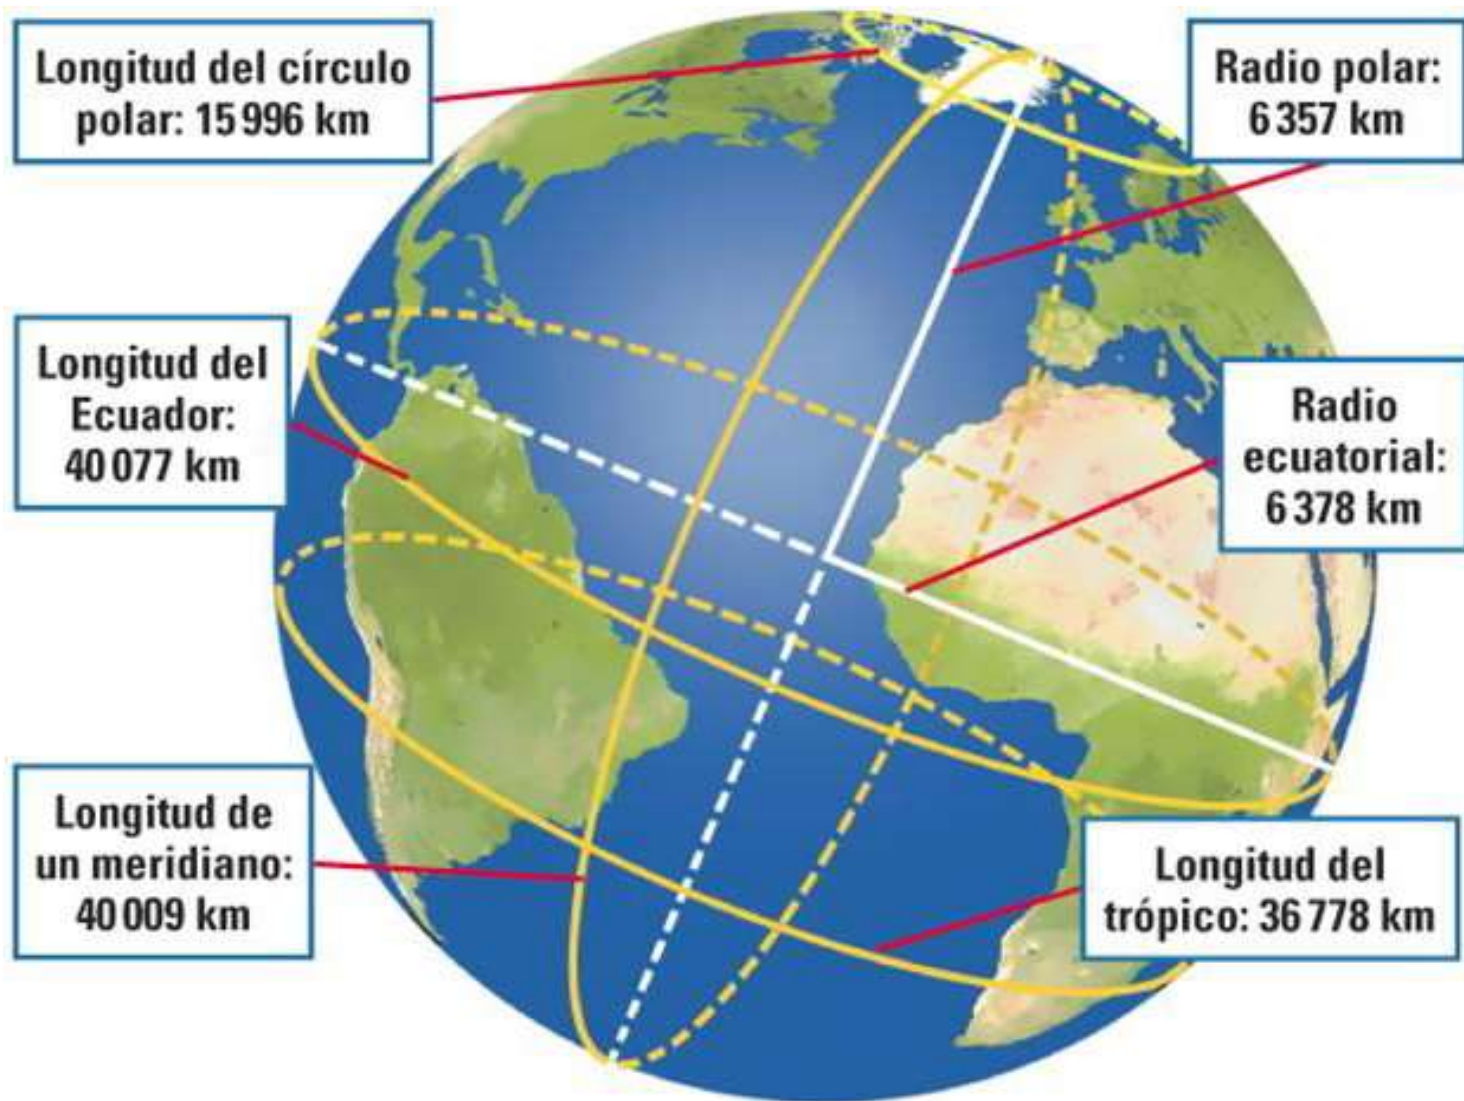 Longitud del círculo
polar: 15 996 km
Radio polar:
6 357 km
Longitud del
Ecuador:
40 077 km
Radio
ecuatorial:
6 378 km
Longitud de
un meridiano:
40 009 km
Longitud del
trópico: 36 778 km